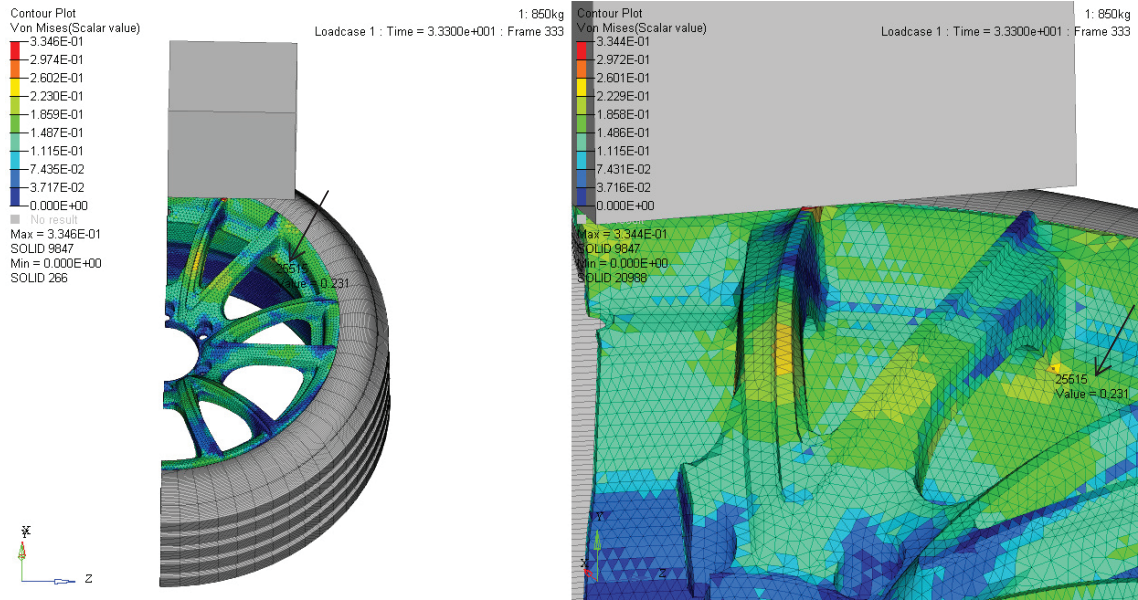 Contour Plot
Von Mises(Scalar value)
3.346E-01
2.974E-01
2.602E-01
2.230E-01
1.859E-01
1.487E-01
1.115E-01
7.435E-02
3.717E-02
0.000E+00
No result
Max = 3.346E-01
SOLID 9847
Min = 0.000E+00
SOLID 266
1: 850kg
Loadcase 1 : Time = 3.3300e+001 : Frame 333
25515
Value = 0.231
Y
Z
Contour Plot
Von Mises(Scalar value)
3.344E-01
2.972E-01
2.601E-01
2.229E-01
1.858E-01
1.486E-01
1.115E-01
7.431E-02
3.716E-02
0.000E+00
Max = 3.344E-01
SOLID 9847
Min = 0.000E+00
SOLID 20988
1: 850kg
Loadcase 1 : Time = 3.3300e+001 : Frame 333
25515
Value = 0.231
Y
X
Z